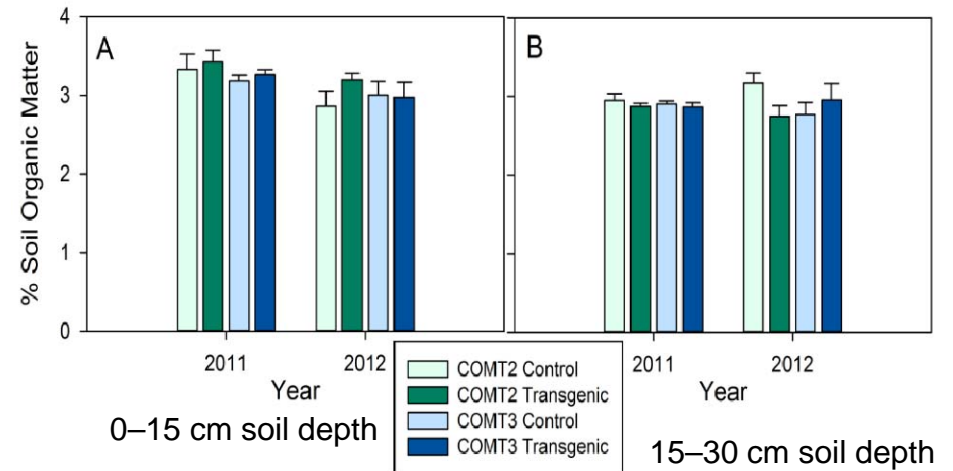 4
3
2
1
0
% Soil Organic Matter
A
B
2011
2012
2011
2012
Year
Year
COMT2 Control
COMT2 Transgenic
COMT3 Control
COMT3 Transgenic
0–15 cm soil depth
15–30 cm soil depth